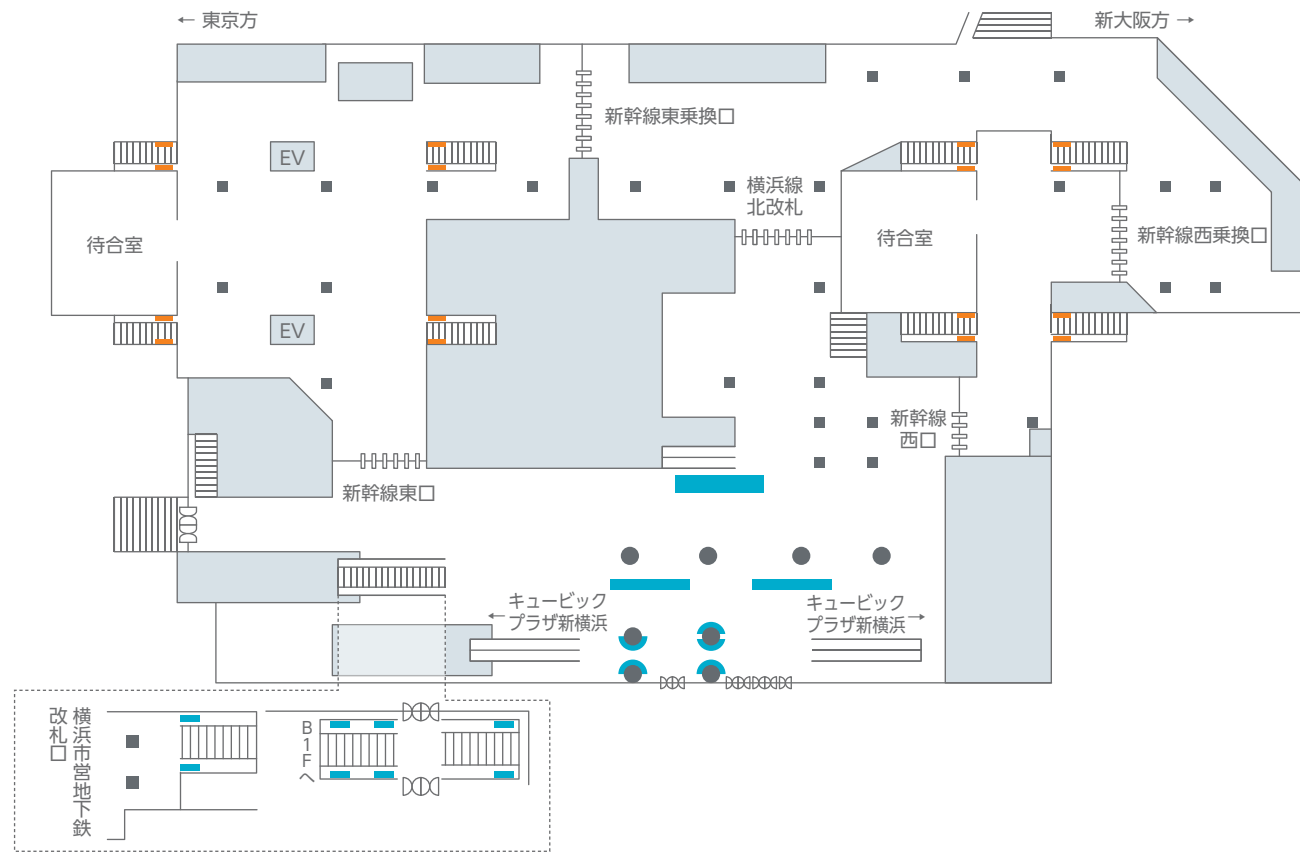 ← 東京方
新大阪方 →
新幹線東乗換口
EV
横浜線
北改札
待合室
待合室
新幹線西乗換口
EV
新幹線
西口
新幹線東口
キュービック
←プラザ新横浜
キュービック
プラザ新横浜→
横浜市営地下鉄
改札口
B1Fへ